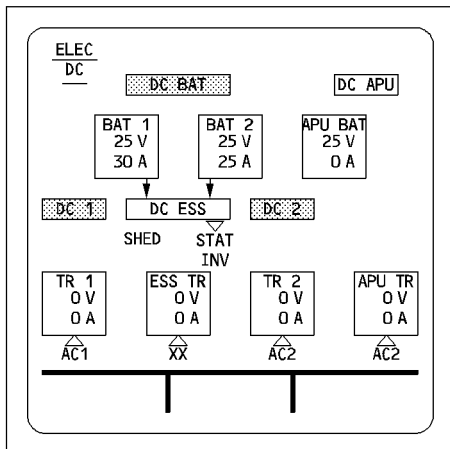 ELEC
DC
DC BAT
DC APU
BAT 1
25 V
30 A
BAT 2
25 V
25 A
APU BAT
25 V
0 A
DC 1
DC ESS
DC 2
SHED
STAT
INV
TR 1
0 V
0 A
ESS TR
0 V
0 A
TR 2
0 V
0 A
APU TR
0 V
0 A
AC1
XX
AC2
AC2